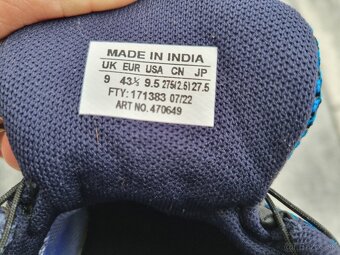 MADE IN INDIA
UK EUR USA CN JP
9 43⅓ 9.5 275(2.5) 27.5
FTY: 171383 07/22
ART NO. 470649